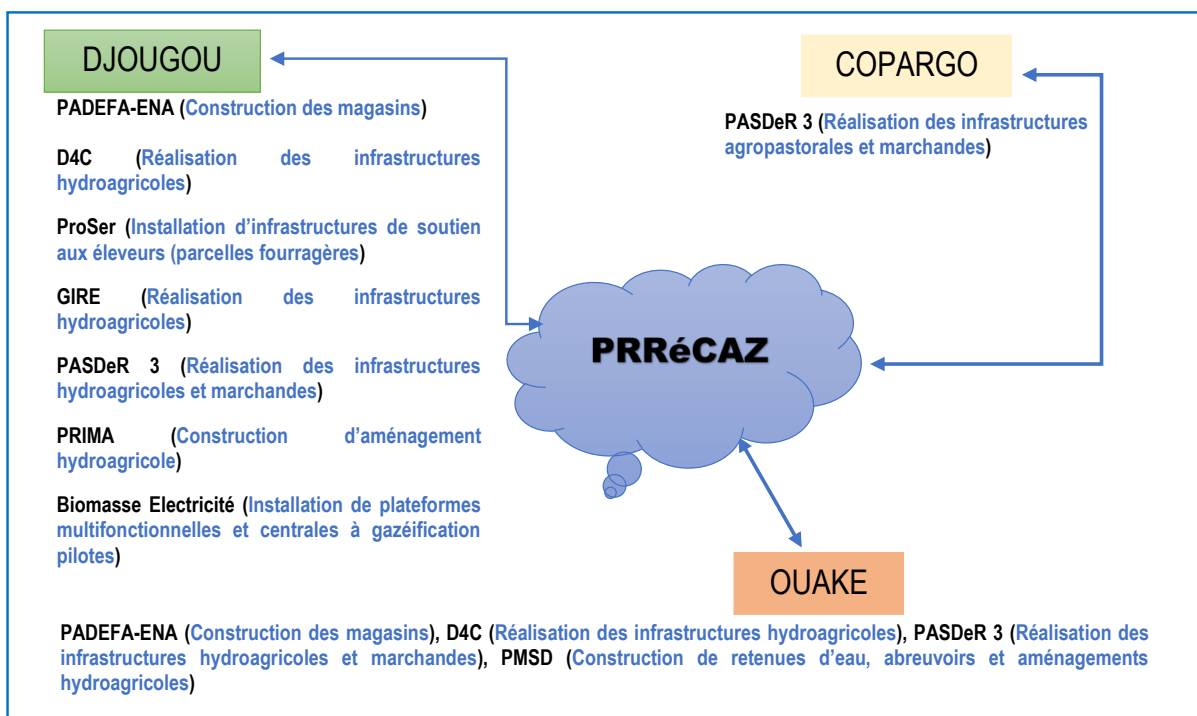 DJOUGOU
PADEFA-ENA (Construction des magasins)
D4C (Réalisation des infrastructures
hydroagricoles)
ProSer (Installation d’infrastructures de soutien
aux éleveurs (parcelles fourragères)
GIRE (Réalisation des infrastructures
hydroagricoles)
PASDeR 3 (Réalisation des infrastructures
hydroagricoles et marchandes)
PRIMA (Construction d’aménagement
hydroagricole)
Biomasse Electricité (Installation de plateformes
multifonctionnelles et centrales à gazéification
pilotes)
COPARGO
PASDeR 3 (Réalisation des infrastructures
agropastorales et marchandes)
PRRéCAZ
OUAKE
PADEFA-ENA (Construction des magasins), D4C (Réalisation des infrastructures hydroagricoles), PASDeR 3 (Réalisation des
infrastructures hydroagricoles et marchandes), PMSD (Construction de retenues d’eau, abreuvoirs et aménagements
hydroagricoles)